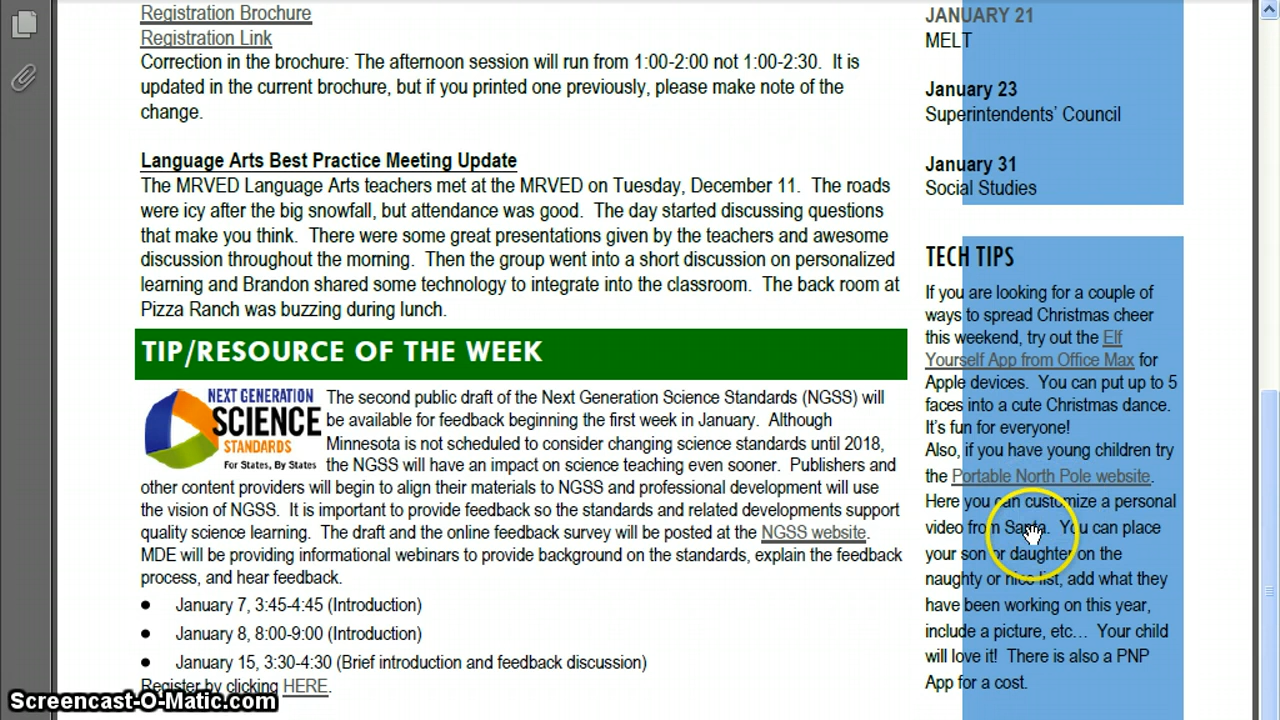 Registration Brochure
Registration Link
Correction in the brochure: The afternoon session will run from 1:00-2:00 not 1:00-2:30. It is
updated in the current brochure, but if you printed one previously, please make note of the
change.
Language Arts Best Practice Meeting Update
The MRVED Language Arts teachers met at the MRVED on Tuesday, December 11. The roads
were icy after the big snowfall, but attendance was good. The day started discussing questions
that make you think. There were some great presentations given by the teachers and awesome
discussion throughout the morning. Then the group went into a short discussion on personalized
learning and Brandon shared some technology to integrate into the classroom. The back room at
Pizza Ranch was buzzing during lunch.
TIP/RESOURCE OF THE WEEK
NEXT GENERATION
SCIENCE
STANDARDS
For States, By States
The second public draft of the Next Generation Science Standards (NGSS) will
be available for feedback beginning the first week in January. Although
Minnesota is not scheduled to consider changing science standards until 2018,
the NGSS will have an impact on science teaching even sooner. Publishers and
other content providers will begin to align their materials to NGSS and professional development will use
the vision of NGSS. It is important to provide feedback so the standards and related developments support
quality science learning. The draft and the online feedback survey will be posted at the NGSS website.
MDE will be providing informational webinars to provide background on the standards, explain the feedback
process, and hear feedback.
• January 7, 3:45-4:45 (Introduction)
• January 8, 8:00-9:00 (Introduction)
• January 15, 3:30-4:30 (Brief introduction and feedback discussion)
Register by clicking HERE.
JANUARY 21
MELT
January 23
Superintendents' Council
January 31
Social Studies
TECH TIPS
If you are looking for a couple of
ways to spread Christmas cheer
this weekend, try out the Elf
Yourself App from Office Max for
Apple devices. You can put up to 5
faces into a cute Christmas dance.
It's fun for everyone!
Also, if you have young children try
the Portable North Pole website.
Here you can customize a personal
video from Santa. You can place
your son or daughter on the
naughty or nice list, add what they
have been working on this year,
include a picture, etc… Your child
will love it! There is also a PNP
App for a cost.
Screencast-O-Matic.com